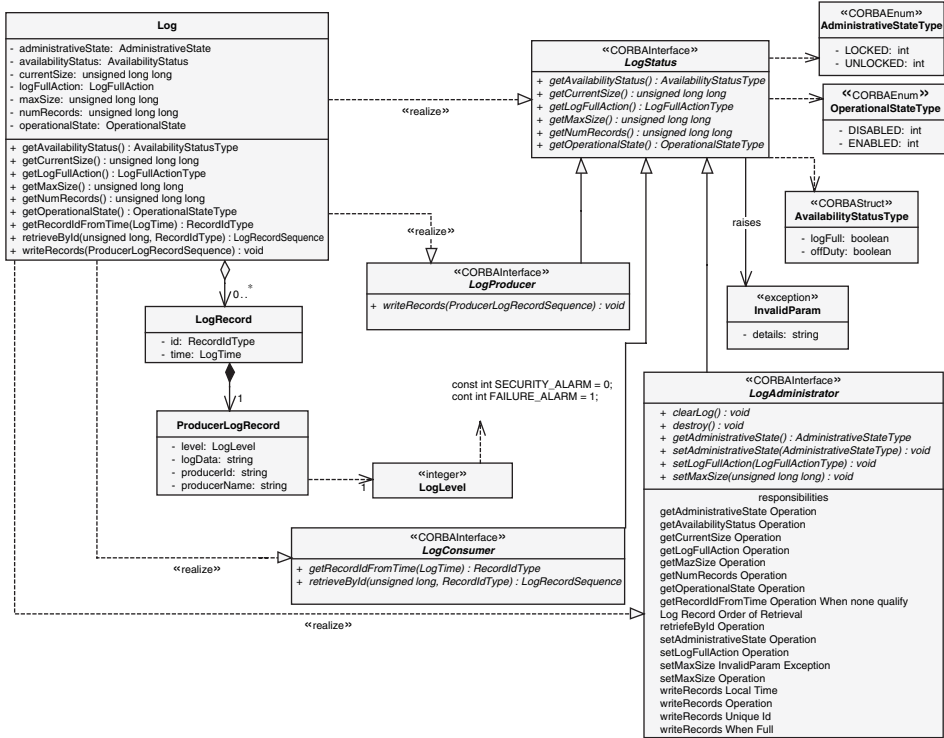 Log
- administrativeState: AdministrativeState
- availabilityStatus: AvailabilityStatus
- currentSize: unsigned long long
- logFullAction: LogFullAction
- maxSize: unsigned long long
- numRecords: unsigned long long
- operationalState: OperationalState
+ getAvailabilityStatus() : AvailabilityStatusType
+ getCurrentSize() : unsigned long long
+ getLogFullAction() : LogFullActionType
+ getMaxSize() : unsigned long long
+ getNumRecords() : unsigned long long
+ getOperationalState() : OperationalStateType
+ getRecordIdFromTime(LogTime) : RecordIdType
+ retrieveById(unsigned long, RecordIdType) : LogRecordSequence
+ writeRecords(ProducerLogRecordSequence) : void
«realize»
«CORBAInterface»
LogStatus
+ getAvailabilityStatus() : AvailabilityStatusType
+ getCurrentSize() : unsigned long long
+ getLogFullAction() : LogFullActionType
+ getMaxSize() : unsigned long long
+ getNumRecords() : unsigned long long
+ getOperationalState() : OperationalStateType
«CORBAEnum»
AdministrativeStateType
- LOCKED: int
- UNLOCKED: int
«CORBAEnum»
OperationalStateType
- DISABLED: int
- ENABLED: int
«CORBAStruct»
AvailabilityStatusType
- logFull: boolean
- offDuty: boolean
raises
«exception»
InvalidParam
- details: string
«realize»
«CORBAInterface»
LogProducer
+ writeRecords(ProducerLogRecordSequence) : void
0..*
LogRecord
- id: RecordIdType
- time: LogTime
1
ProducerLogRecord
- level: LogLevel
- logData: string
- producerId: string
- producerName: string
1
const int SECURITY_ALARM = 0;
cont int FAILURE_ALARM = 1;
«integer»
LogLevel
«realize»
«CORBAInterface»
LogConsumer
+ getRecordIdFromTime(LogTime) : RecordIdType
+ retrieveById(unsigned long, RecordIdType) : LogRecordSequence
«realize»
«CORBAInterface»
LogAdministrator
+ clearLog() : void
+ destroy() : void
+ getAdministrativeState() : AdministrativeStateType
+ setAdministrativeState(AdministrativeStateType) : void
+ setLogFullAction(LogFullActionType) : void
+ setMaxSize(unsigned long long) : void
responsibilities
getAdministrativeState Operation
getAvailabilityStatus Operation
getCurrentSize Operation
getLogFullAction Operation
getMazSize Operation
getNumRecords Operation
getOperationalState Operation
getRecordIdFromTime Operation When none qualify
Log Record Order of Retrieval
retriefeById Operation
setAdministrativeState Operation
setLogFullAction Operation
setMaxSize InvalidParam Exception
setMaxSize Operation
writeRecords Local Time
writeRecords Operation
writeRecords Unique Id
writeRecords When Full